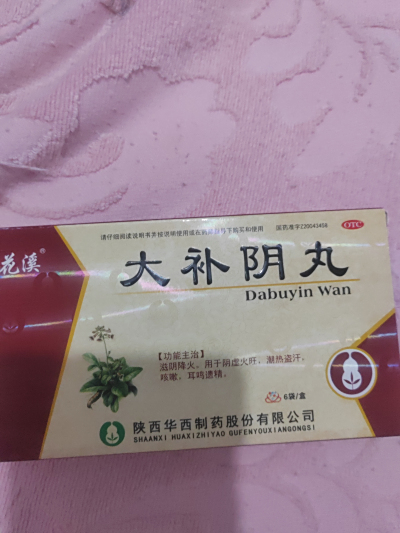 请仔细阅读说明书并按说明使用或在药师指导下购买和使用
国药准字Z20043458
OTC
花溪®
大补阴丸
Dabuyin Wan
【功能主治】
滋阴降火。用于阴虚火旺，潮热盗汗，
咳嗽，耳鸣遗精。
6袋/盒
陕西华西制药股份有限公司
SHAANXI HUAXIZHIYAO GUFENYOUXIANGONGSI